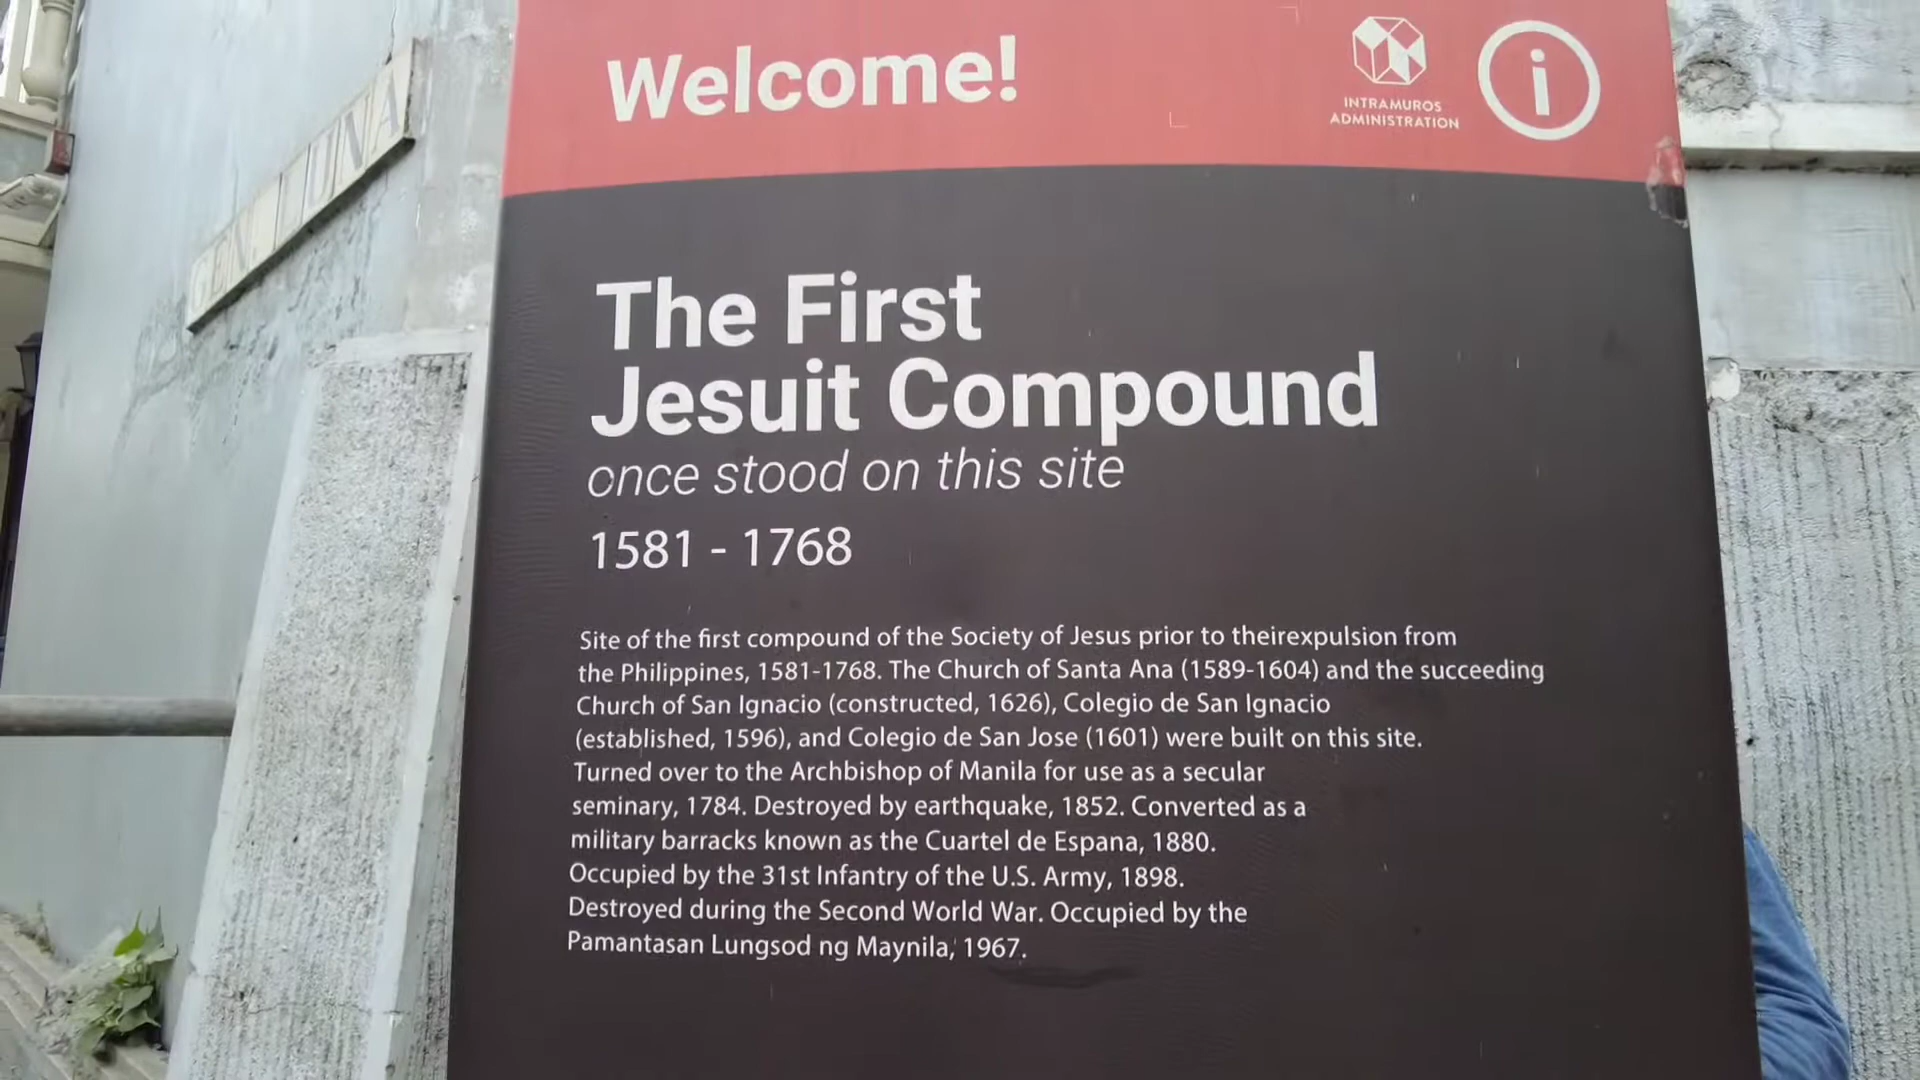 GEN. LUNA
Welcome!
INTRAMUROS
ADMINISTRATION
i
The First
Jesuit Compound
once stood on this site
1581 - 1768
Site of the first compound of the Society of Jesus prior to theirexpulsion from
the Philippines, 1581-1768. The Church of Santa Ana (1589-1604) and the succeeding
Church of San Ignacio (constructed, 1626), Colegio de San Ignacio
(established, 1596), and Colegio de San Jose (1601) were built on this site.
Turned over to the Archbishop of Manila for use as a secular
seminary, 1784. Destroyed by earthquake, 1852. Converted as a
military barracks known as the Cuartel de Espana, 1880.
Occupied by the 31st Infantry of the U.S. Army, 1898.
Destroyed during the Second World War. Occupied by the
Pamantasan Lungsod ng Maynila, 1967.